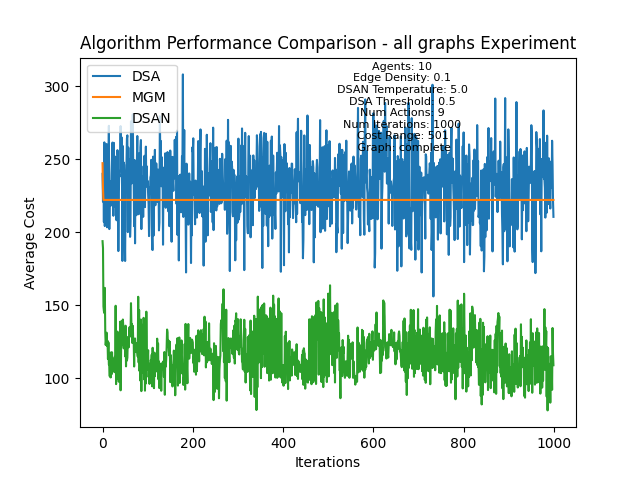 Algorithm Performance Comparison - all graphs Experiment
DSA
MGM
DSAN
Agents: 10
Edge Density: 0.1
DSAN Temperature: 5.0
DSA Threshold: 0.5
Num Actions: 9
Num Iterations: 1000
Cost Range: 501
Graph: complete
Average Cost
300
250
200
150
100
0
200
400
600
800
1000
Iterations